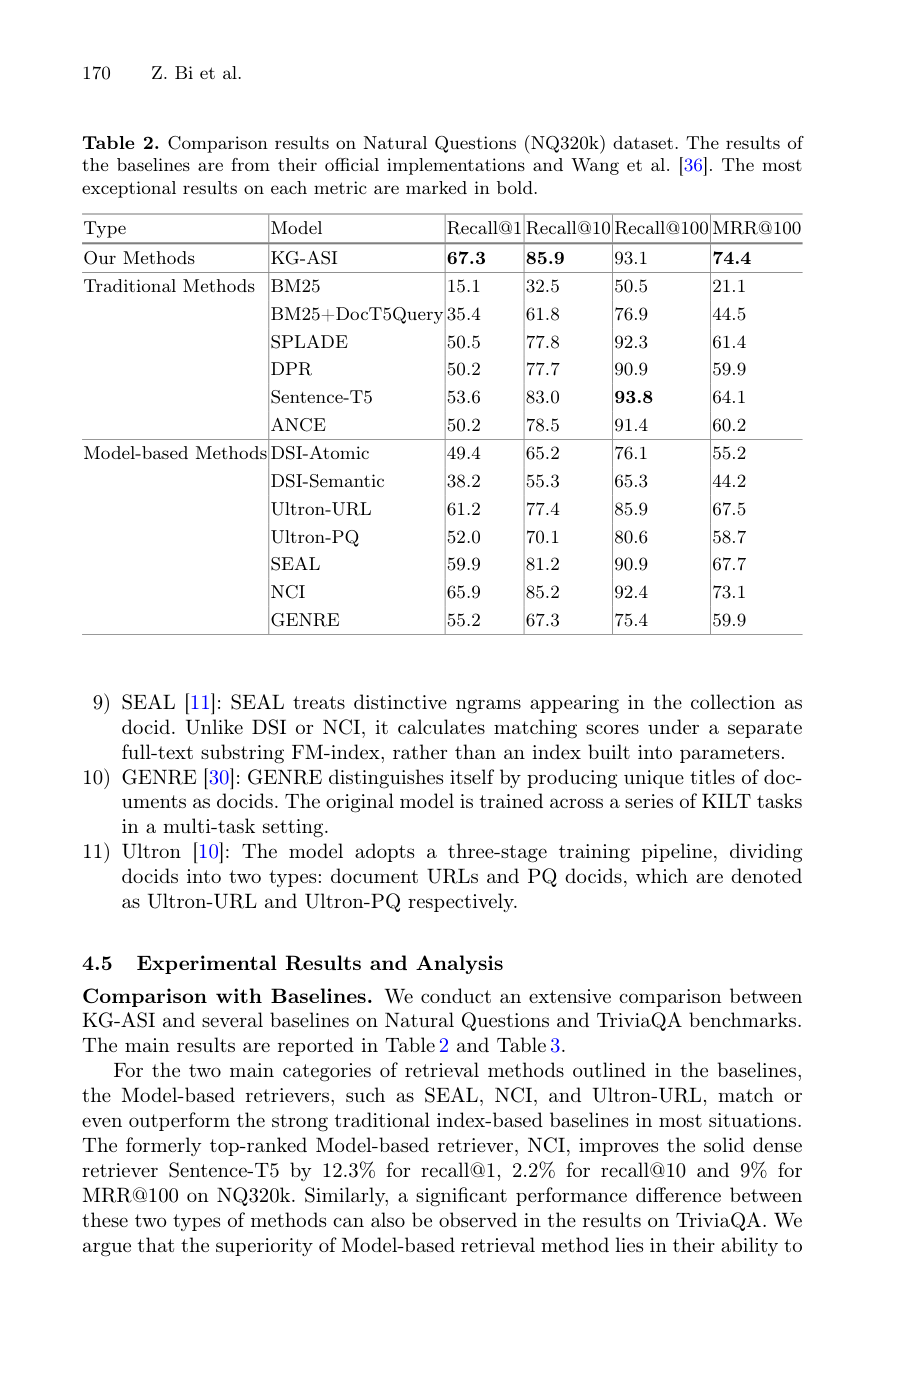 170 Z. Bi et al.
Table 2. Comparison results on Natural Questions (NQ320k) dataset. The results of
the baselines are from their official implementations and Wang et al. [36]. The most
exceptional results on each metric are marked in bold.
Type Model Recall@1 Recall@10 Recall@100 MRR@100
Our Methods KG-ASI 67.3 85.9 93.1 74.4
Traditional Methods BM25 15.1 32.5 50.5 21.1
BM25+DocT5Query 35.4 61.8 76.9 44.5
SPLADE 50.5 77.8 92.3 61.4
DPR 50.2 77.7 90.9 59.9
Sentence-T5 53.6 83.0 93.8 64.1
ANCE 50.2 78.5 91.4 60.2
Model-based Methods DSI-Atomic 49.4 65.2 76.1 55.2
DSI-Semantic 38.2 55.3 65.3 44.2
Ultron-URL 61.2 77.4 85.9 67.5
Ultron-PQ 52.0 70.1 80.6 58.7
SEAL 59.9 81.2 90.9 67.7
NCI 65.9 85.2 92.4 73.1
GENRE 55.2 67.3 75.4 59.9
9) SEAL [11]: SEAL treats distinctive ngrams appearing in the collection as
docid. Unlike DSI or NCI, it calculates matching scores under a separate
full-text substring FM-index, rather than an index built into parameters.
10) GENRE [30]: GENRE distinguishes itself by producing unique titles of doc-
uments as docids. The original model is trained across a series of KILT tasks
in a multi-task setting.
11) Ultron [10]: The model adopts a three-stage training pipeline, dividing
docids into two types: document URLs and PQ docids, which are denoted
as Ultron-URL and Ultron-PQ respectively.
4.5 Experimental Results and Analysis
Comparison with Baselines. We conduct an extensive comparison between
KG-ASI and several baselines on Natural Questions and TriviaQA benchmarks.
The main results are reported in Table 2 and Table 3.
For the two main categories of retrieval methods outlined in the baselines,
the Model-based retrievers, such as SEAL, NCI, and Ultron-URL, match or
even outperform the strong traditional index-based baselines in most situations.
The formerly top-ranked Model-based retriever, NCI, improves the solid dense
retriever Sentence-T5 by 12.3% for recall@1, 2.2% for recall@10 and 9% for
MRR@100 on NQ320k. Similarly, a significant performance difference between
these two types of methods can also be observed in the results on TriviaQA. We
argue that the superiority of Model-based retrieval method lies in their ability to